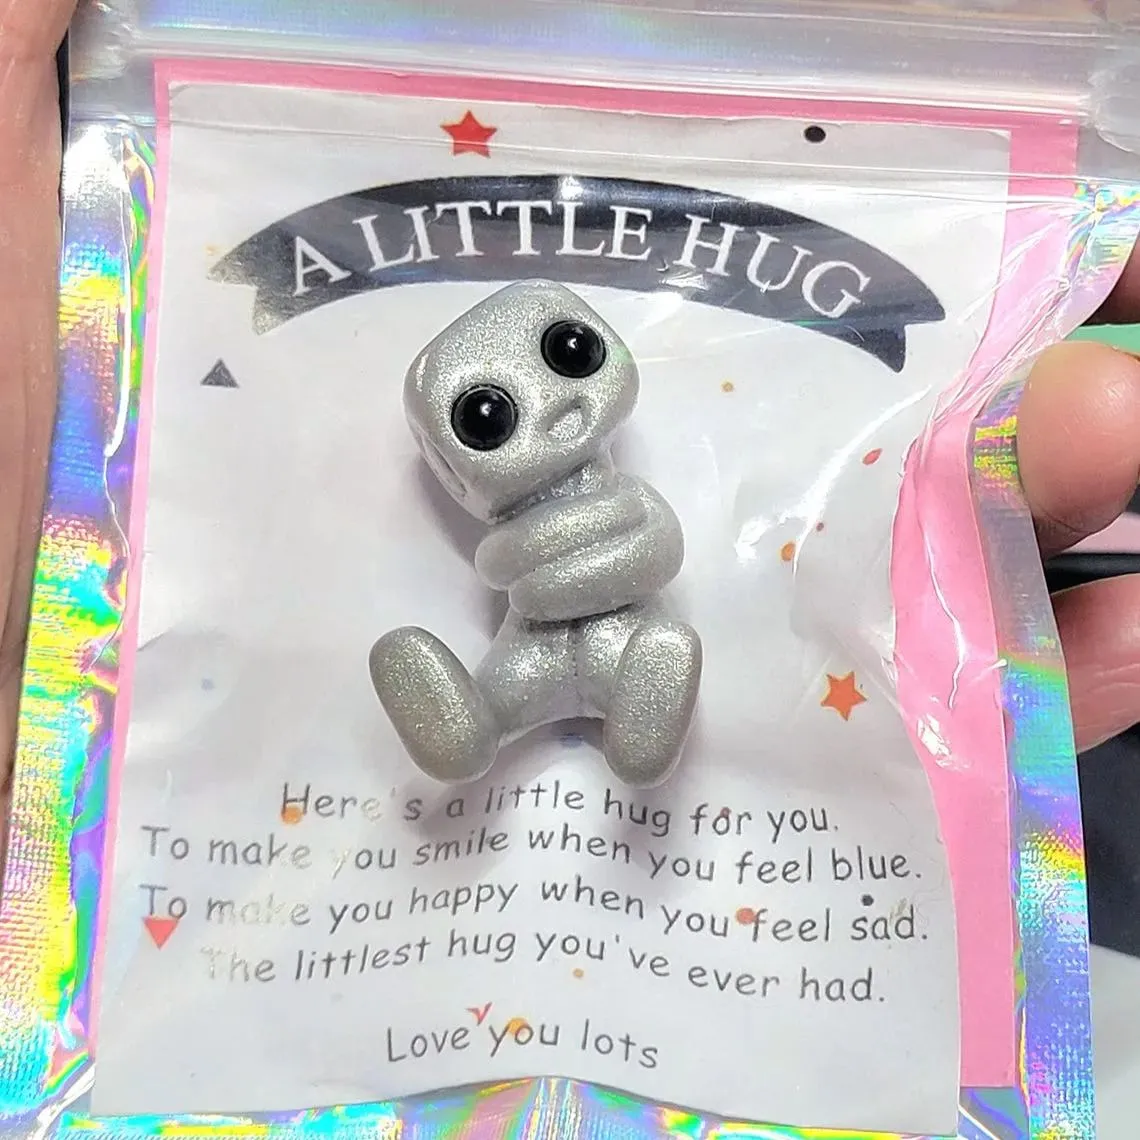 A LITTLE HUG
Here's a little hug for you.
To make you smile when you feel blue.
To make you happy when you feel sad.
The littlest hug you've ever had.
Love you lots